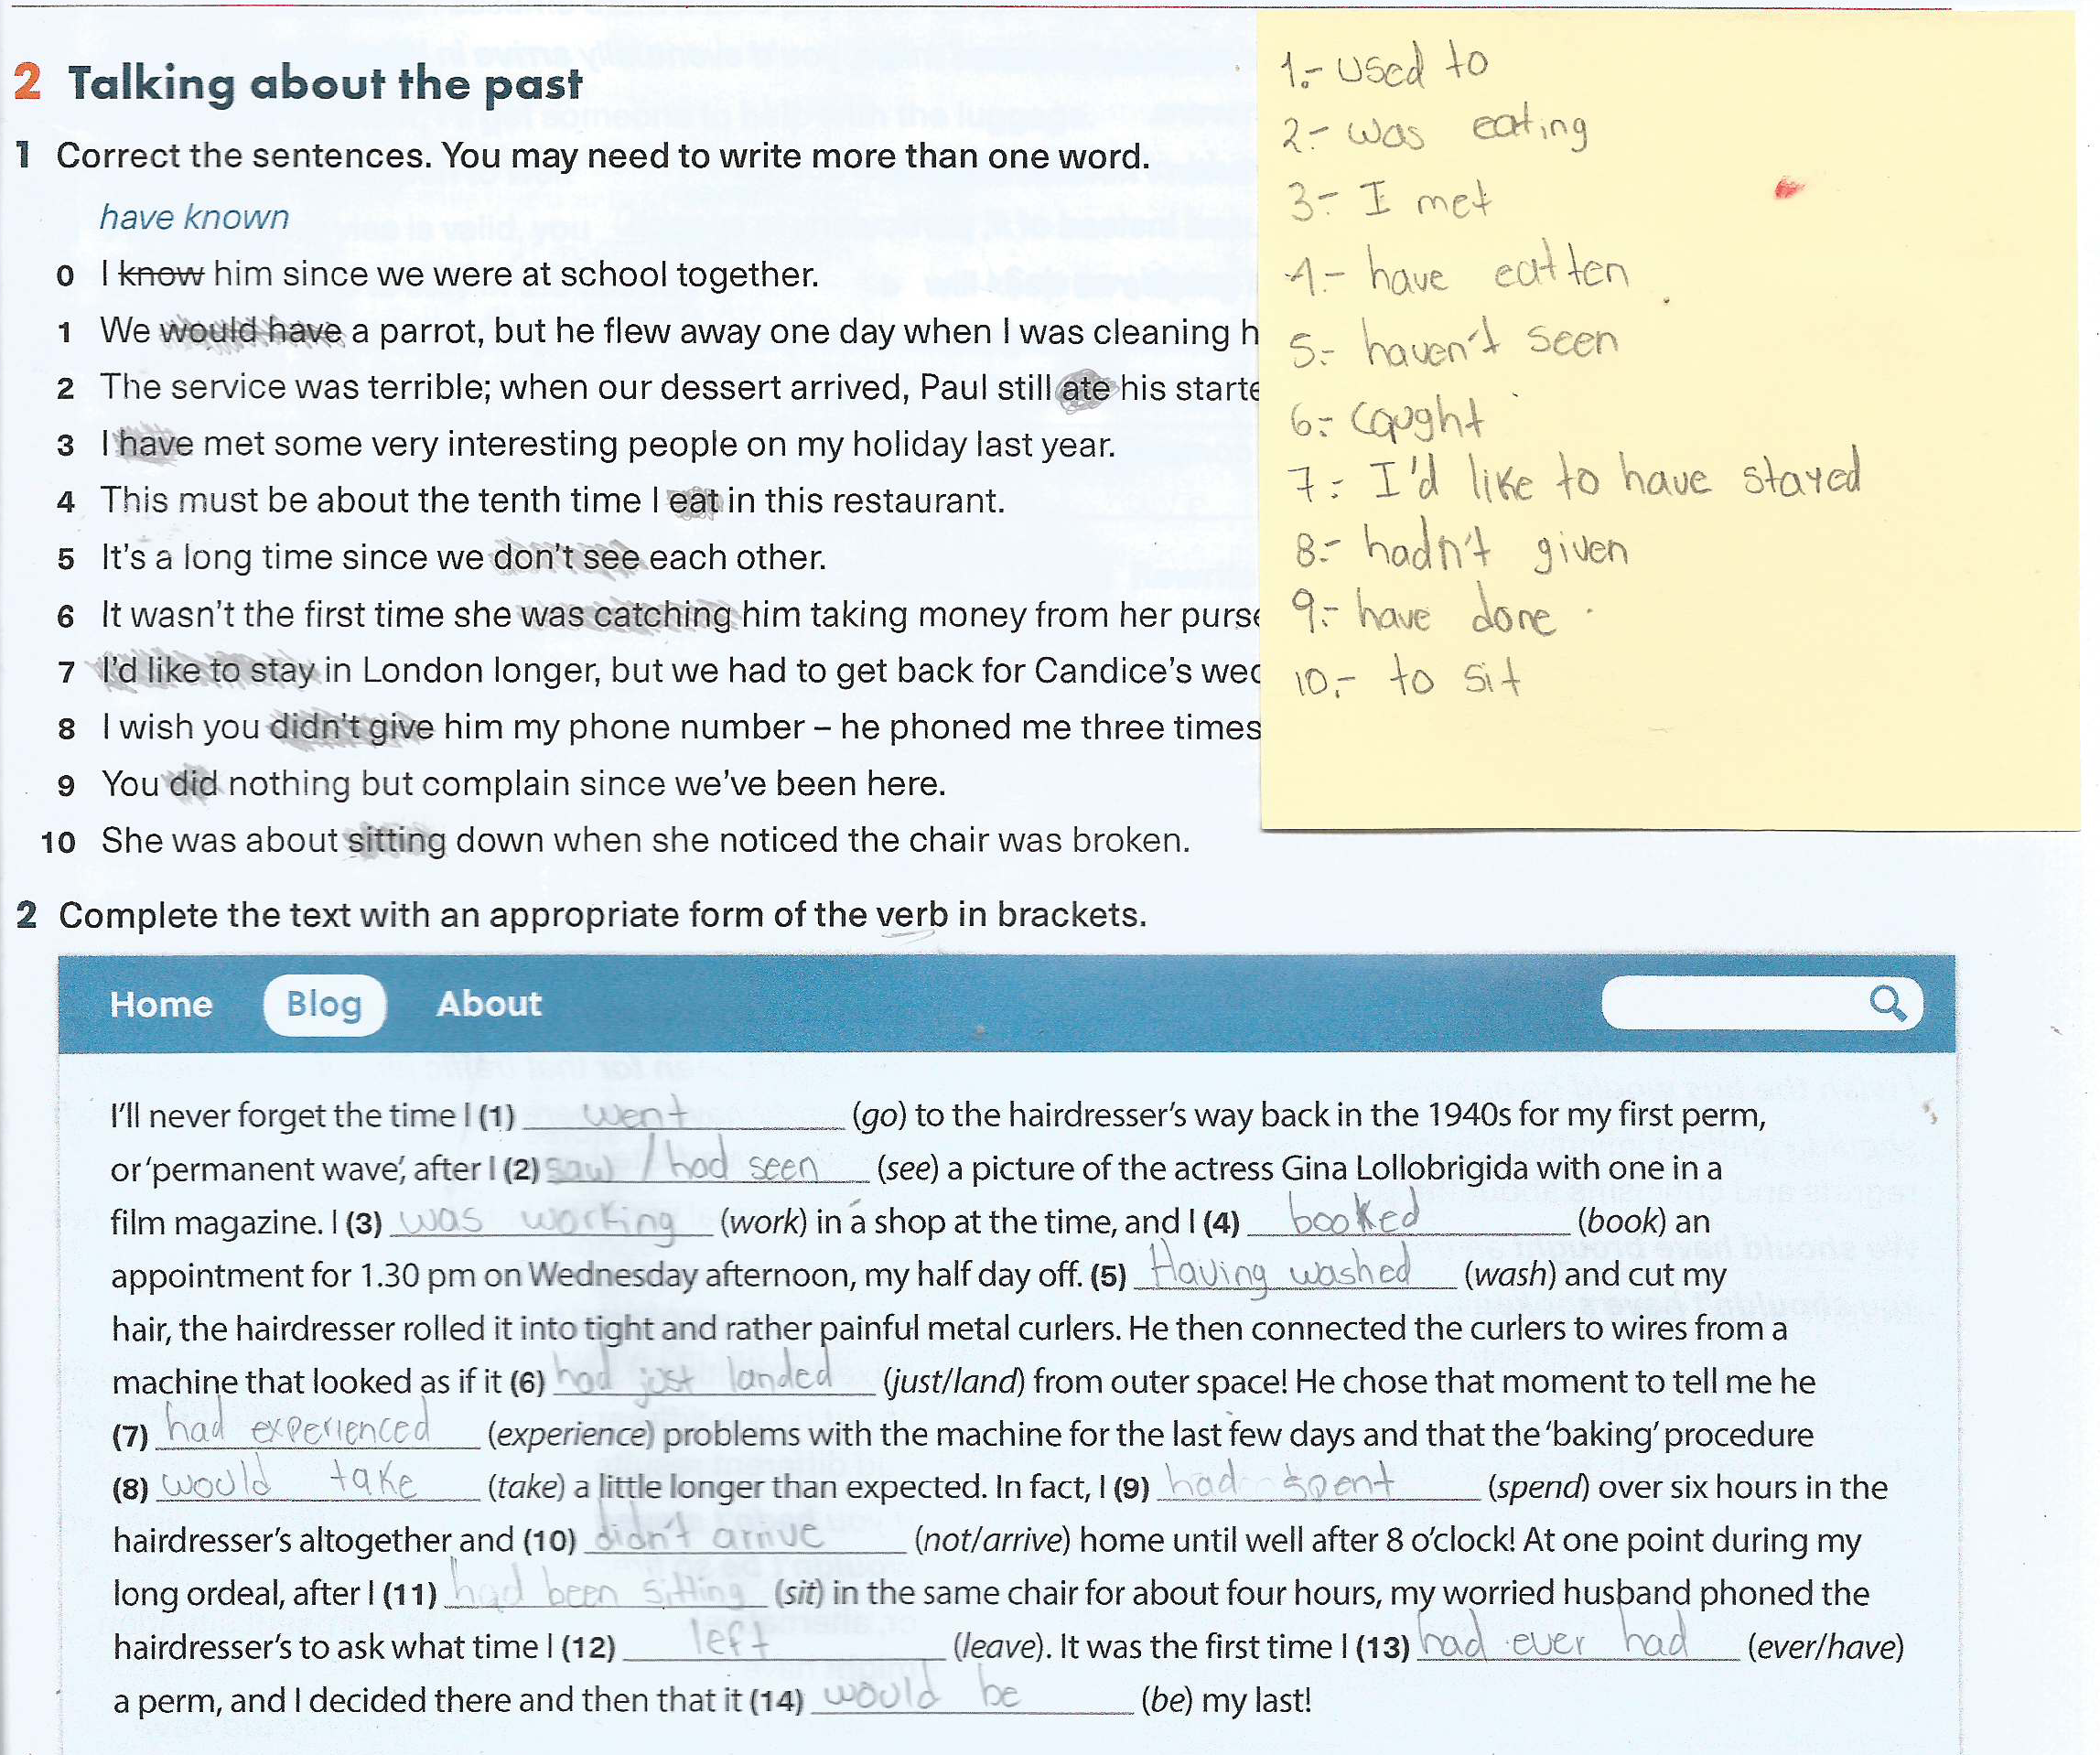 2 Talking about the past
1 Correct the sentences. You may need to write more than one word.
have known
0 I know him since we were at school together.
1 We would have a parrot, but he flew away one day when I was cleaning h
2 The service was terrible; when our dessert arrived, Paul still ate his starte
3 I have met some very interesting people on my holiday last year.
4 This must be about the tenth time I eat in this restaurant.
5 It's a long time since we don't see each other.
6 It wasn't the first time she was catching him taking money from her purse
7 I'd like to stay in London longer, but we had to get back for Candice's wed
8 I wish you didn't give him my phone number – he phoned me three times
9 You did nothing but complain since we've been here.
10 She was about sitting down when she noticed the chair was broken.
1.- used to
2.- was eating
3.- I met
4.- have eatten
5.- haven't seen
6.- caught
7.- I'd like to have stayed
8.- hadn't given
9.- have done
10.- to sit
2 Complete the text with an appropriate form of the verb in brackets.
Home Blog About
I'll never forget the time I (1) went (go) to the hairdresser's way back in the 1940s for my first perm,
or 'permanent wave', after I (2) saw / had seen (see) a picture of the actress Gina Lollobrigida with one in a
film magazine. I (3) was working (work) in a shop at the time, and I (4) booked (book) an
appointment for 1.30 pm on Wednesday afternoon, my half day off. (5) Having washed (wash) and cut my
hair, the hairdresser rolled it into tight and rather painful metal curlers. He then connected the curlers to wires from a
machine that looked as if it (6) had just landed (just/land) from outer space! He chose that moment to tell me he
(7) had experienced (experience) problems with the machine for the last few days and that the 'baking' procedure
(8) would take (take) a little longer than expected. In fact, I (9) had spent (spend) over six hours in the
hairdresser's altogether and (10) didn't arrive (not/arrive) home until well after 8 o'clock! At one point during my
long ordeal, after I (11) had been sitting (sit) in the same chair for about four hours, my worried husband phoned the
hairdresser's to ask what time I (12) left (leave). It was the first time I (13) had ever had (ever/have)
a perm, and I decided there and then that it (14) would be (be) my last!